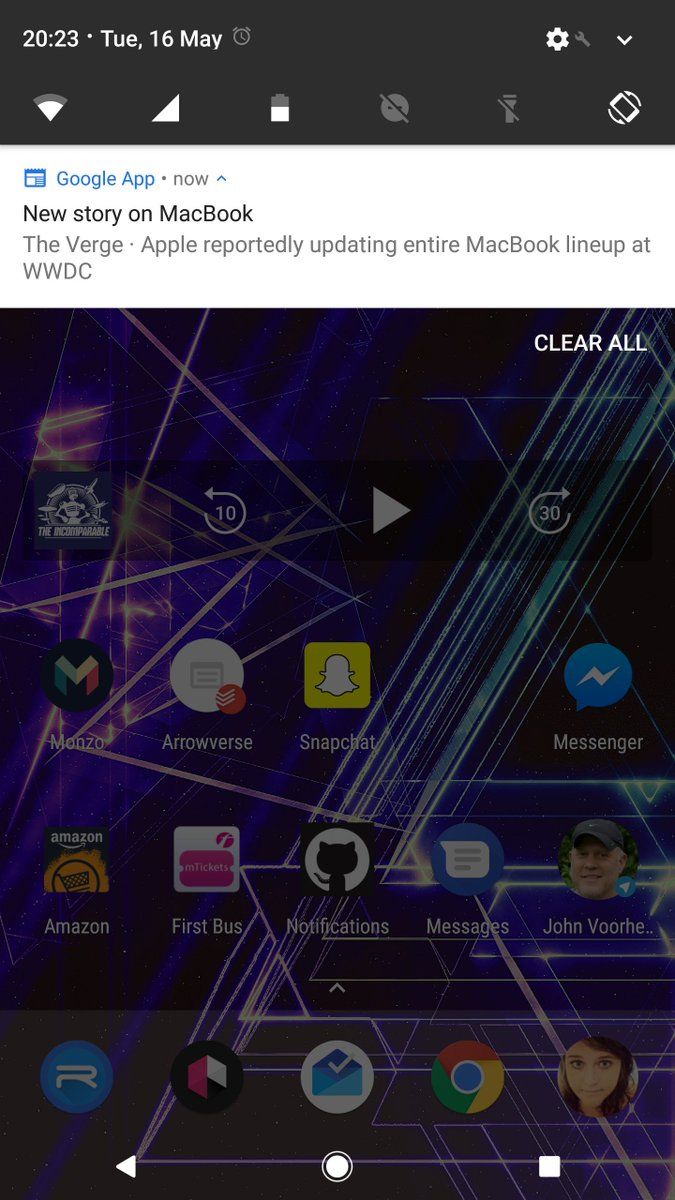 20:23 · Tue, 16 May
Google App • now
New story on MacBook
The Verge · Apple reportedly updating entire MacBook lineup at
WWDC
CLEAR ALL
THE INCOMPARABLE
10
30
Monzo
Arrowverse
Snapchat
Messenger
amazon
mTickets
Amazon
First Bus
Notifications
Messages
John Voorhe..